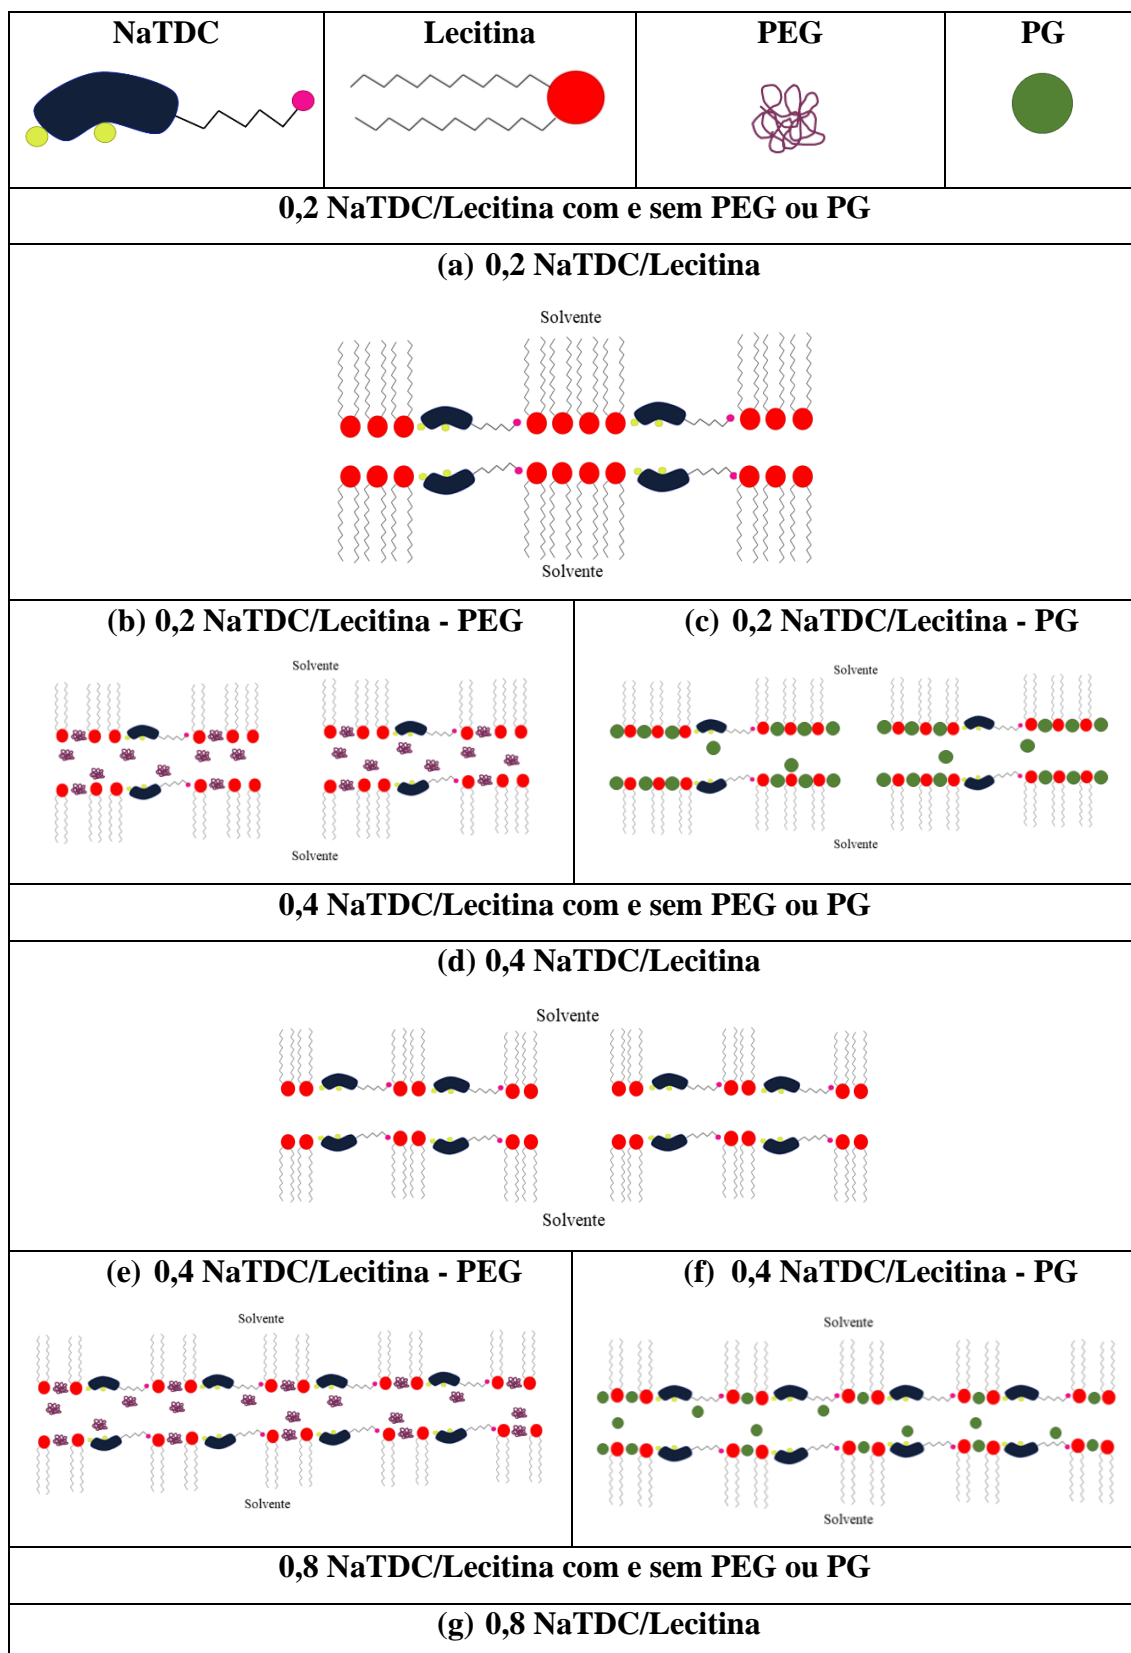 NaTDC Lecitina PEG PG
0,2 NaTDC/Lecitina com e sem PEG ou PG
(a) 0,2 NaTDC/Lecitina
Solvente
Solvente
(b) 0,2 NaTDC/Lecitina - PEG
Solvente
Solvente
(c) 0,2 NaTDC/Lecitina - PG
Solvente
Solvente
0,4 NaTDC/Lecitina com e sem PEG ou PG
(d) 0,4 NaTDC/Lecitina
Solvente
Solvente
(e) 0,4 NaTDC/Lecitina - PEG
Solvente
Solvente
(f) 0,4 NaTDC/Lecitina - PG
Solvente
Solvente
0,8 NaTDC/Lecitina com e sem PEG ou PG
(g) 0,8 NaTDC/Lecitina